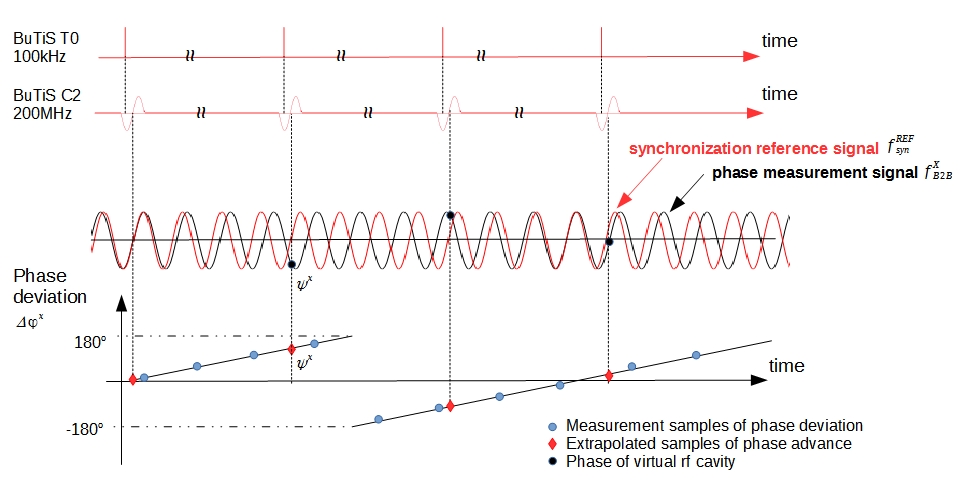 BuTiS T0
100kHz
time
BuTiS C2
200MHz
time
synchronization reference signal f_syn^REF
phase measurement signal f_B2B^X
ψ^x
Phase
deviation
Δφ^x
180°
ψ^x
time
-180°
Measurement samples of phase deviation
Extrapolated samples of phase advance
Phase of virtual rf cavity